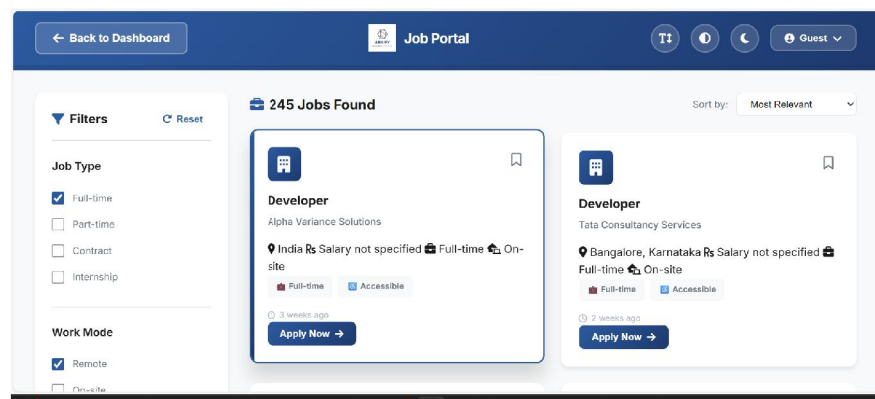 ← Back to Dashboard
Job Portal
T↕
Guest
Filters
Reset
Job Type
Full-time
Part-time
Contract
Internship
Work Mode
Remote
On-site
245 Jobs Found
Sort by: Most Relevant
Developer
Alpha Variance Solutions
India Rs Salary not specified Full-time On-
site
Full-time Accessible
3 weeks ago
Apply Now →
Developer
Tata Consultancy Services
Bangalore, Karnataka Rs Salary not specified
Full-time On-site
Full-time Accessible
2 weeks ago
Apply Now →